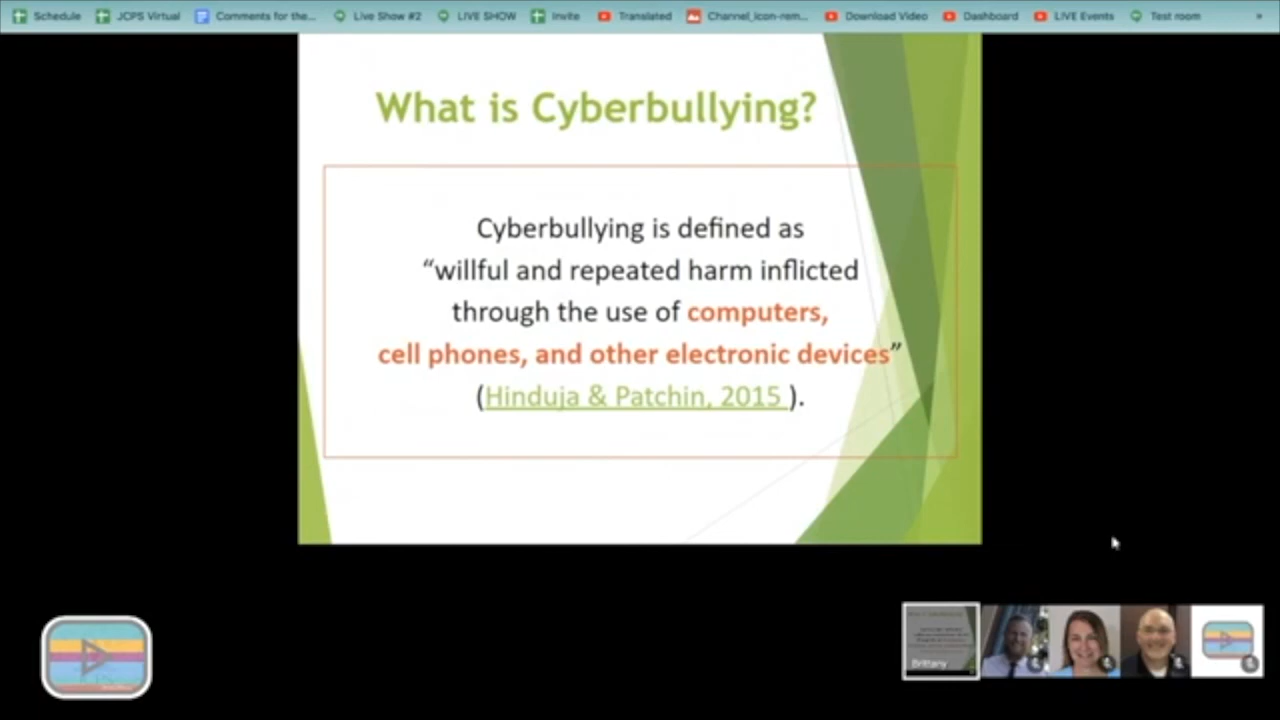 Schedule
JCPS Virtual
Comments for the...
Live Show #2
LIVE SHOW
Invite
Translated
Channel_Icon-rem...
Download Video
Dashboard
LIVE Events
Test room
»
What is Cyberbullying?
Cyberbullying is defined as
“willful and repeated harm inflicted
through the use of computers,
cell phones, and other electronic devices”
(Hinduja & Patchin, 2015 ).
Brittany